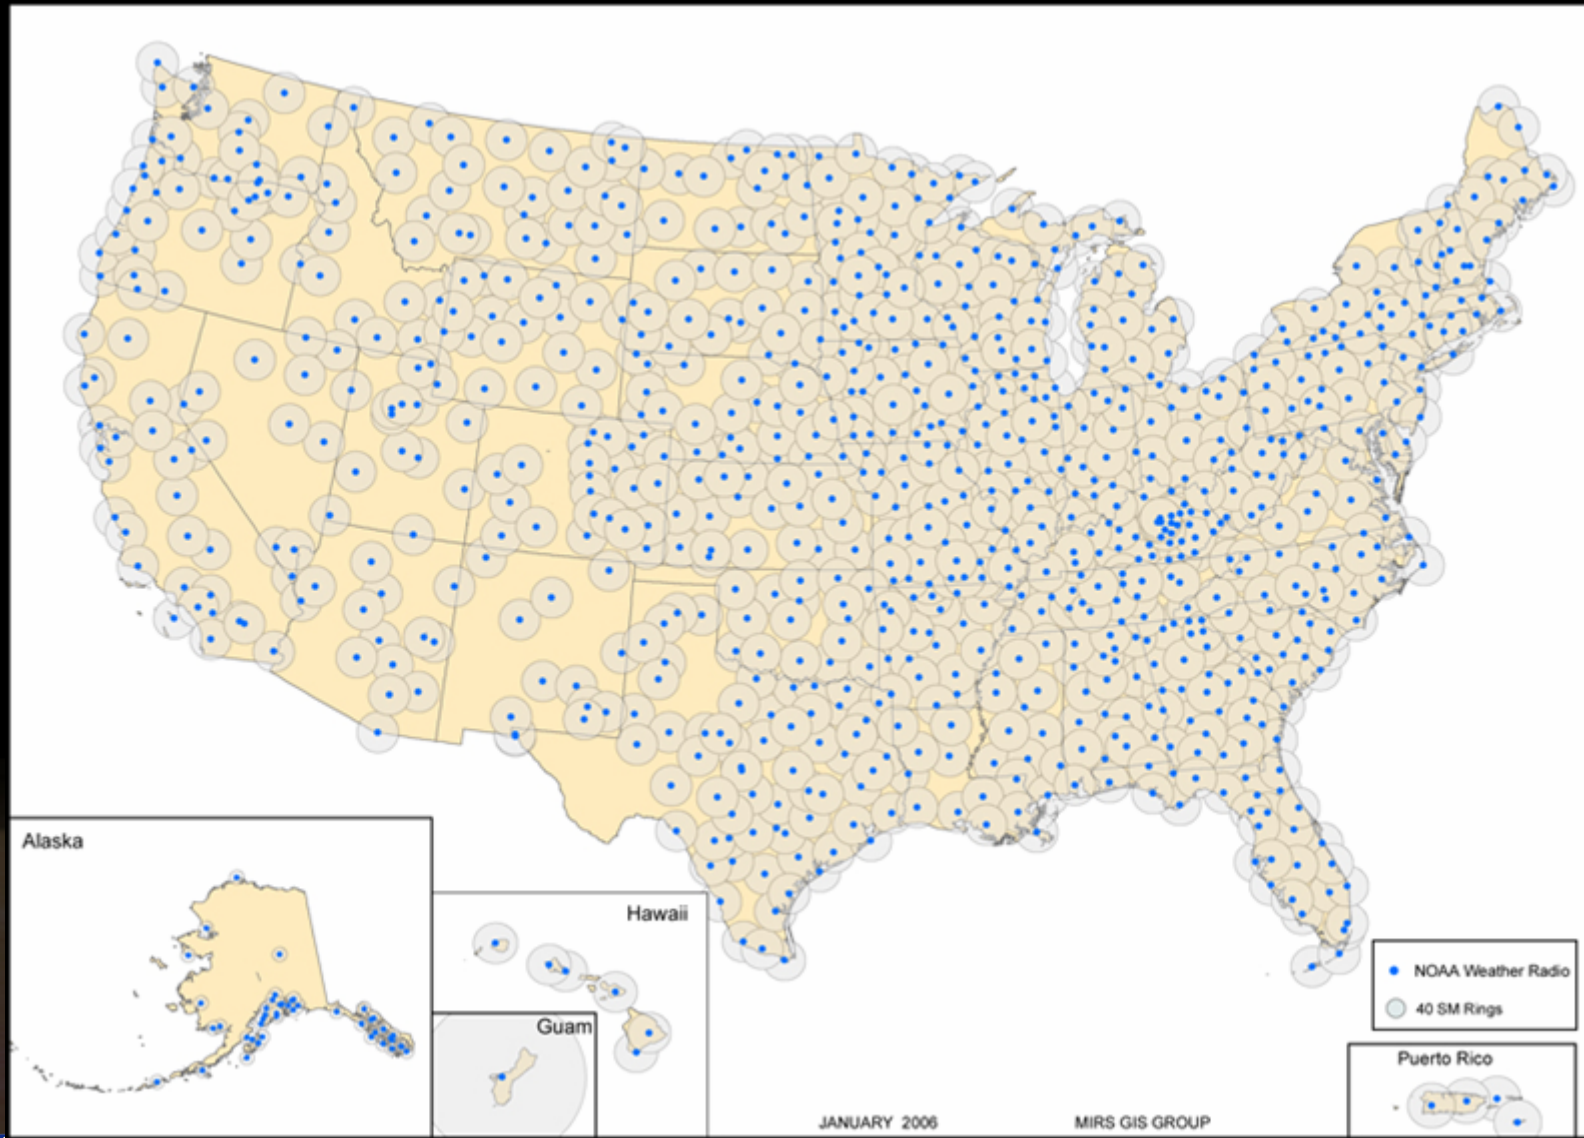 Alaska
Hawaii
Guam
NOAA Weather Radio
40 SM Rings
Puerto Rico
JANUARY 2006
MIRS GIS GROUP